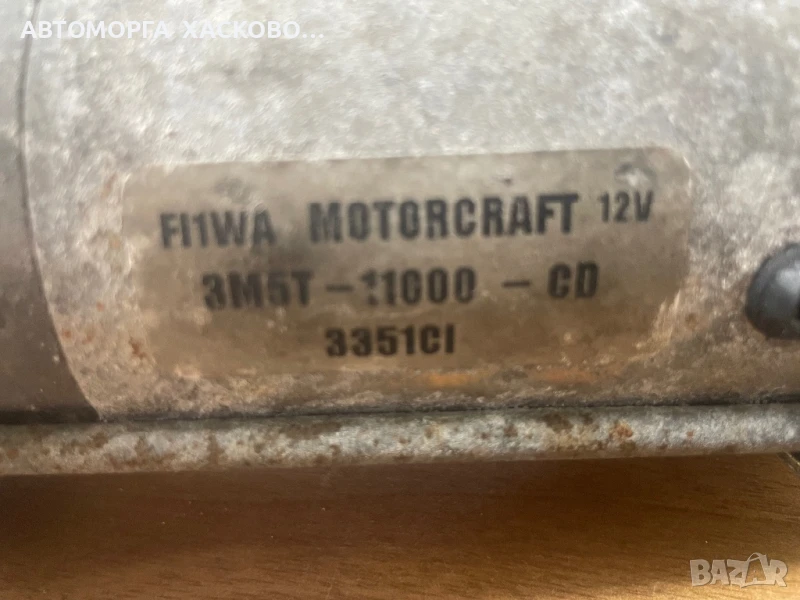 АВТОМОРГА ХАСКОВО...
FI1WA MOTORCRAFT 12V
3M5T-11000-CD
3351CI
BAZAR